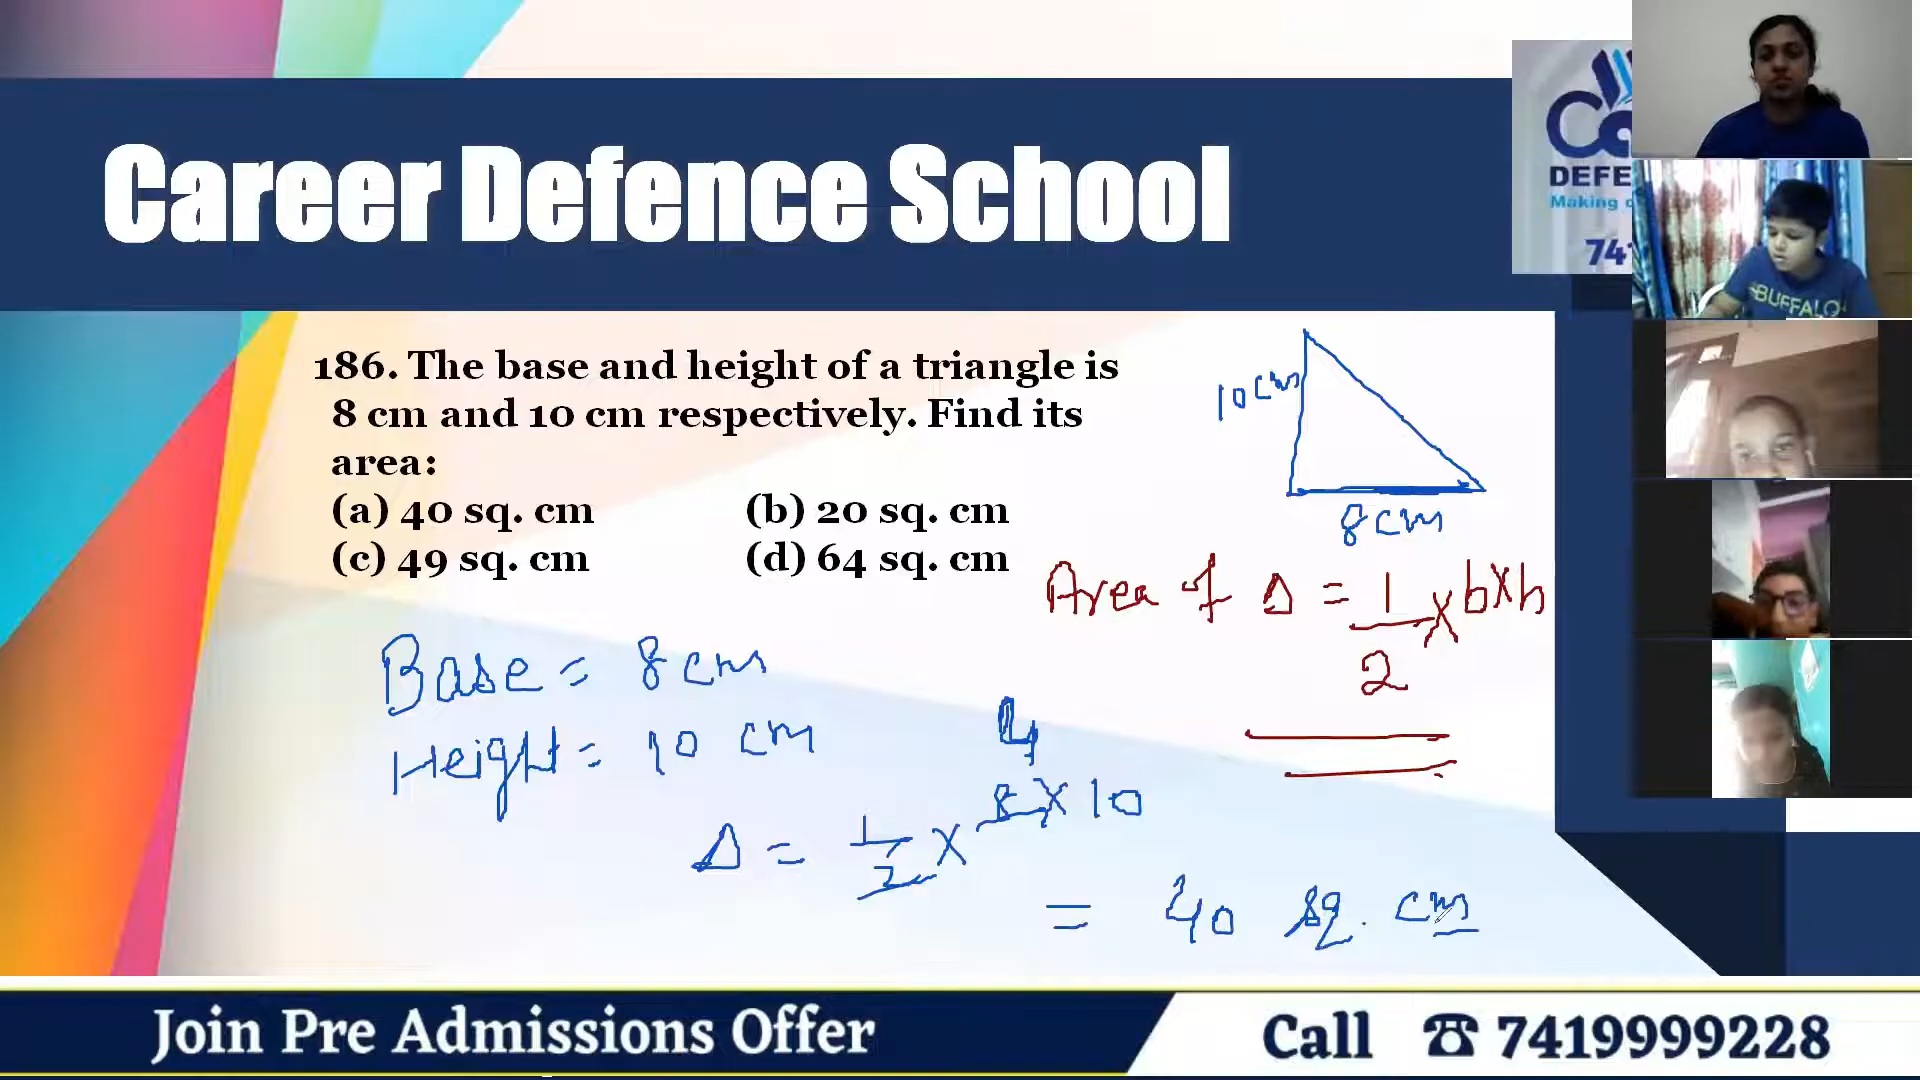 Career Defence School
DEFE
Making
741
BUFFALO
186. The base and height of a triangle is
8 cm and 10 cm respectively. Find its
area:
(a) 40 sq. cm (b) 20 sq. cm
(c) 49 sq. cm (d) 64 sq. cm
10 cm
8 cm
Area of Δ = 1/2 × b × h
Base = 8 cm
Height = 10 cm
4
Δ = 1/2 × 8 × 10
= 40 sq. cm
Join Pre Admissions Offer
Call ☎ 7419999228